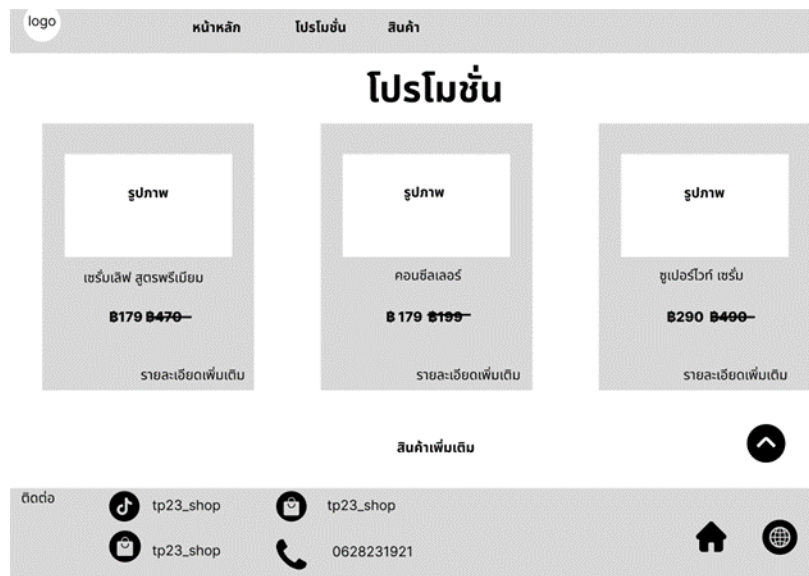 logo
หน้าหลัก โปรโมชั่น สินค้า
โปรโมชั่น
รูปภาพ รูปภาพ รูปภาพ
เซรั่มเลิฟ สูตรพรีเมียม คอนซีลเลอร์ ซูเปอร์ไวท์ เซรั่ม
฿179 ฿470 ฿179 ฿199 ฿290 ฿490
รายละเอียดเพิ่มเติม รายละเอียดเพิ่มเติม รายละเอียดเพิ่มเติม
สินค้าเพิ่มเติม
ติดต่อ
tp23_shop tp23_shop
tp23_shop 0628231921